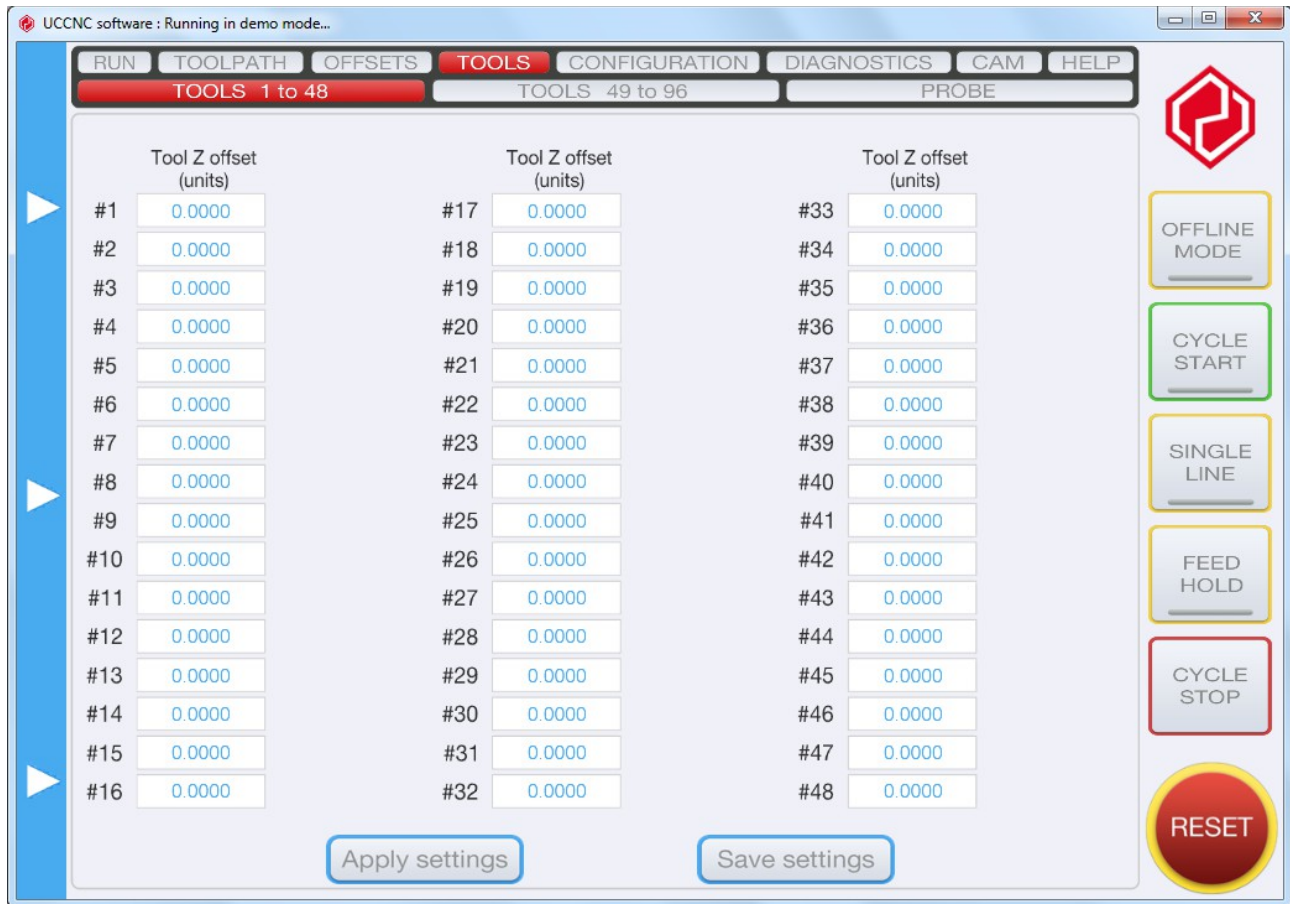 UCCNC software : Running in demo mode...
RUN TOOLPATH OFFSETS TOOLS CONFIGURATION DIAGNOSTICS CAM HELP
TOOLS 1 to 48 TOOLS 49 to 96 PROBE
Tool Z offset Tool Z offset Tool Z offset
(units) (units) (units)
#1 0.0000 #17 0.0000 #33 0.0000
#2 0.0000 #18 0.0000 #34 0.0000
#3 0.0000 #19 0.0000 #35 0.0000
#4 0.0000 #20 0.0000 #36 0.0000
#5 0.0000 #21 0.0000 #37 0.0000
#6 0.0000 #22 0.0000 #38 0.0000
#7 0.0000 #23 0.0000 #39 0.0000
#8 0.0000 #24 0.0000 #40 0.0000
#9 0.0000 #25 0.0000 #41 0.0000
#10 0.0000 #26 0.0000 #42 0.0000
#11 0.0000 #27 0.0000 #43 0.0000
#12 0.0000 #28 0.0000 #44 0.0000
#13 0.0000 #29 0.0000 #45 0.0000
#14 0.0000 #30 0.0000 #46 0.0000
#15 0.0000 #31 0.0000 #47 0.0000
#16 0.0000 #32 0.0000 #48 0.0000
Apply settings Save settings
OFFLINE
MODE
CYCLE
START
SINGLE
LINE
FEED
HOLD
CYCLE
STOP
RESET